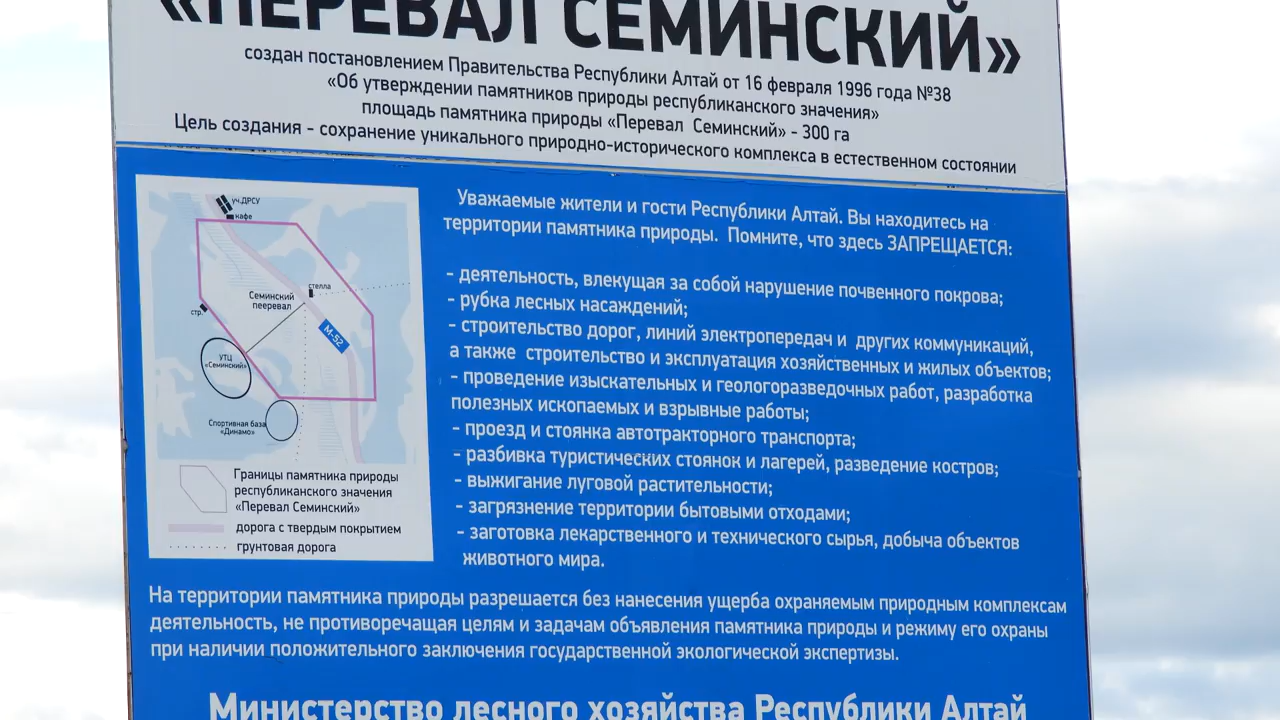 «ПЕРЕВАЛ СЕМИНСКИЙ»
создан постановлением Правительства Республики Алтай от 16 февраля 1996 года №38
«Об утверждении памятников природы республиканского значения»
площадь памятника природы «Перевал Семинский» - 300 га
Цель создания - сохранение уникального природно-исторического комплекса в естественном состоянии
уч.ДРСУ
кафе
стелла
Семинский
пееревал
стр.
М-52
УТЦ
«Семинский»
Спортивная база
«Динамо»
Границы памятника природы
республиканского значения
«Перевал Семинский»
дорога с твердым покрытием
грунтовая дорога
Уважаемые жители и гости Республики Алтай. Вы находитесь на
территории памятника природы. Помните, что здесь ЗАПРЕЩАЕТСЯ:
- деятельность, влекущая за собой нарушение почвенного покрова;
- рубка лесных насаждений;
- строительство дорог, линий электропередач и других коммуникаций,
а также строительство и эксплуатация хозяйственных и жилых объектов;
- проведение изыскательных и геологоразведочных работ, разработка
полезных ископаемых и взрывные работы;
- проезд и стоянка автотракторного транспорта;
- разбивка туристических стоянок и лагерей, разведение костров;
- выжигание луговой растительности;
- загрязнение территории бытовыми отходами;
- заготовка лекарственного и технического сырья, добыча объектов
животного мира.
На территории памятника природы разрешается без нанесения ущерба охраняемым природным комплексам
деятельность, не противоречащая целям и задачам объявления памятника природы и режиму его охраны
при наличии положительного заключения государственной экологической экспертизы.
Министерство лесного хозяйства Республики Алтай